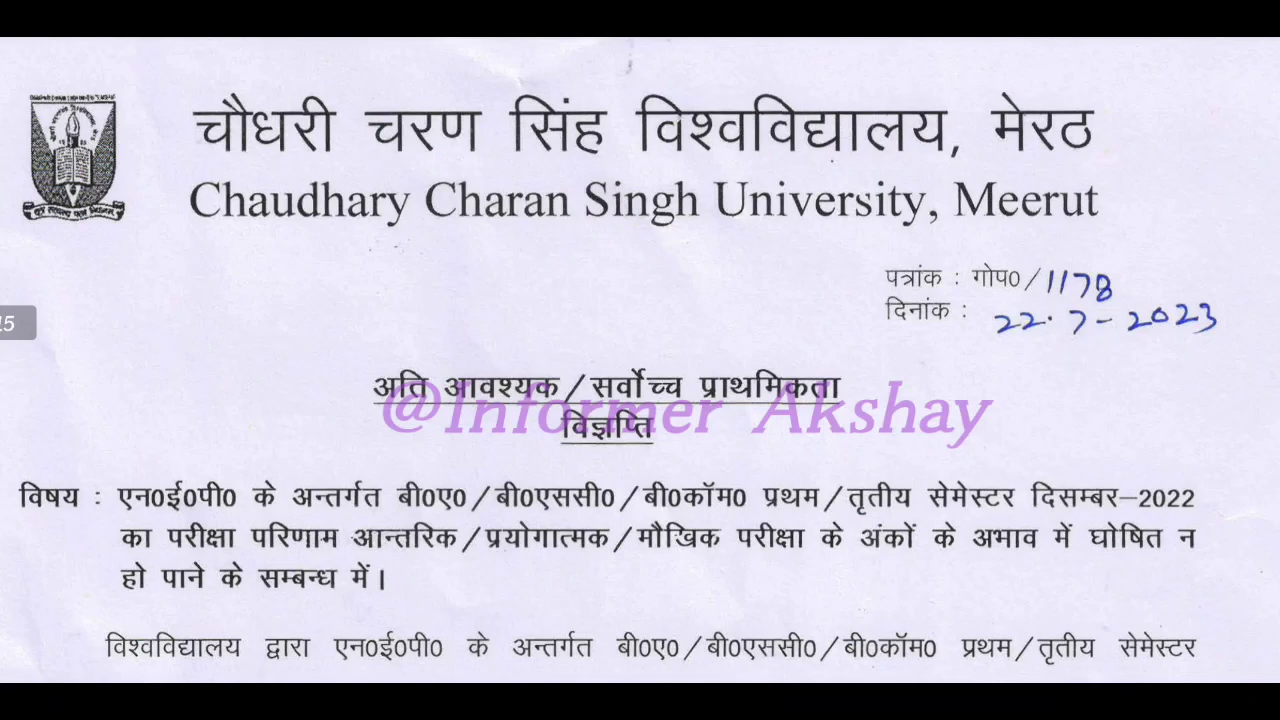 चौधरी चरण सिंह विश्वविद्यालय, मेरठ
Chaudhary Charan Singh University, Meerut
पत्रांक : गोप0/1178
दिनांक : 22.7-2023
15
अति आवश्यक/सर्वोच्च प्राथमिकता
@Informer Akshay
विज्ञप्ति
विषय : एन0ई0पी0 के अन्तर्गत बी0ए0/बी0एससी0/बी0कॉम0 प्रथम/तृतीय सेमेस्टर दिसम्बर-2022
का परीक्षा परिणाम आन्तरिक/प्रयोगात्मक/मौखिक परीक्षा के अंकों के अभाव में घोषित न
हो पाने के सम्बन्ध में।
विश्वविद्यालय द्वारा एन0ई0पी0 के अन्तर्गत बी0ए0/बी0एससी0/बी0कॉम0 प्रथम/तृतीय सेमेस्टर